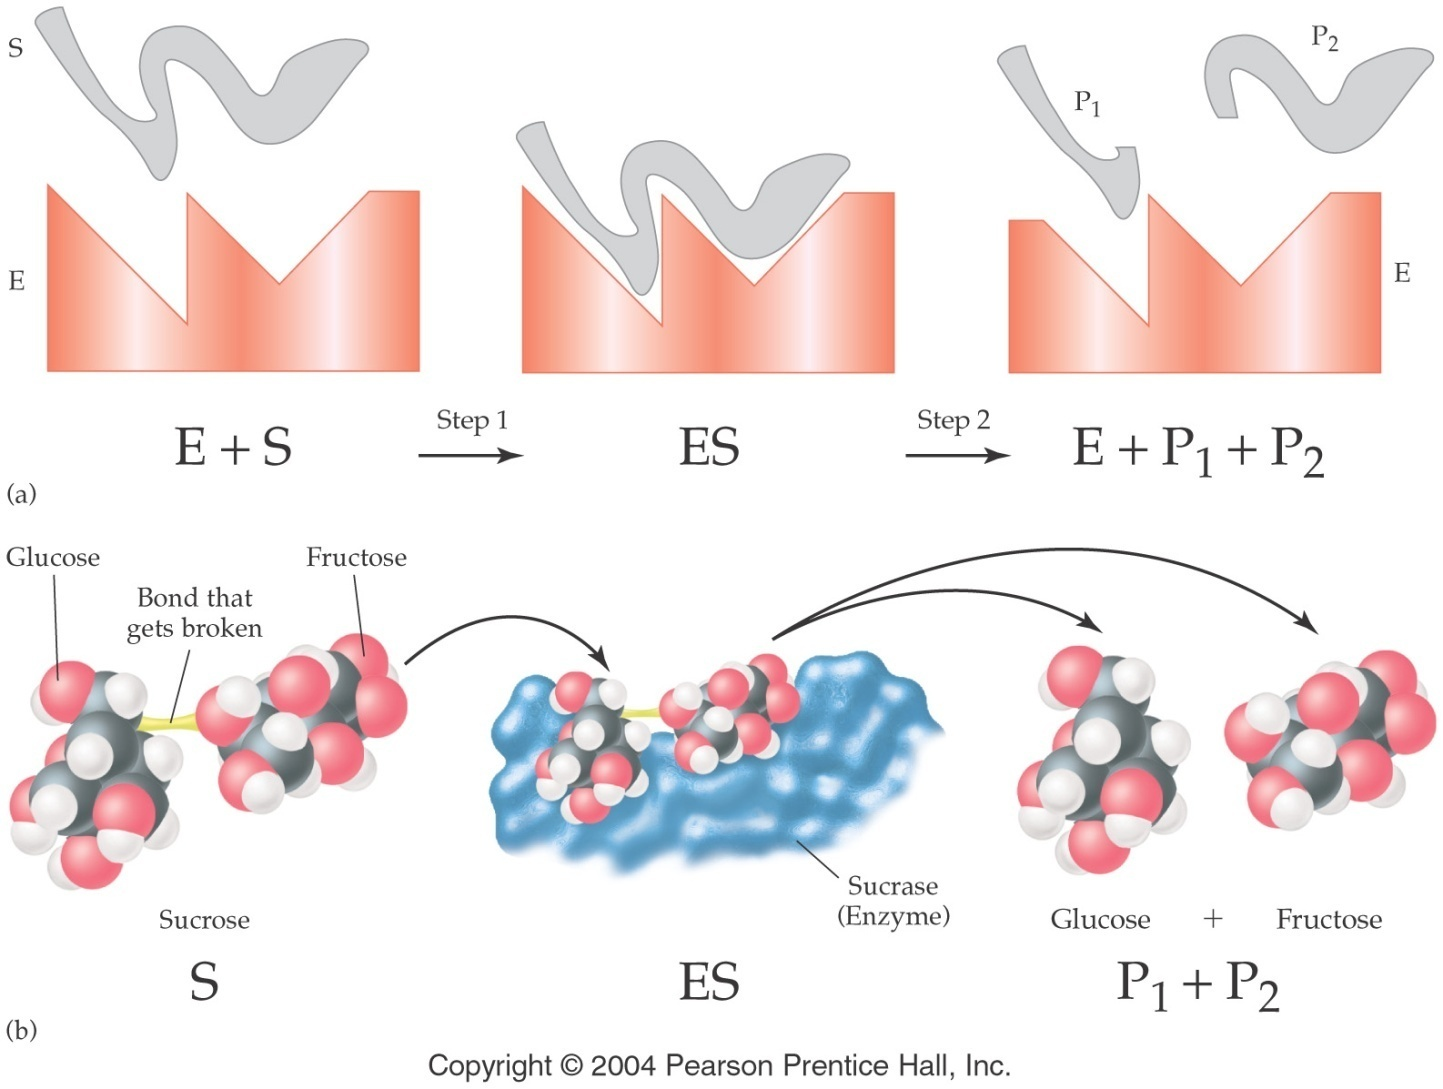 S
P₂
P₁
E
E
Step 1
Step 2
E + S
ES
E + P₁ + P₂
(a)
Glucose
Fructose
Bond that
gets broken
Sucrase
(Enzyme)
Sucrose
Glucose + Fructose
S
ES
P₁ + P₂
(b)
Copyright © 2004 Pearson Prentice Hall, Inc.